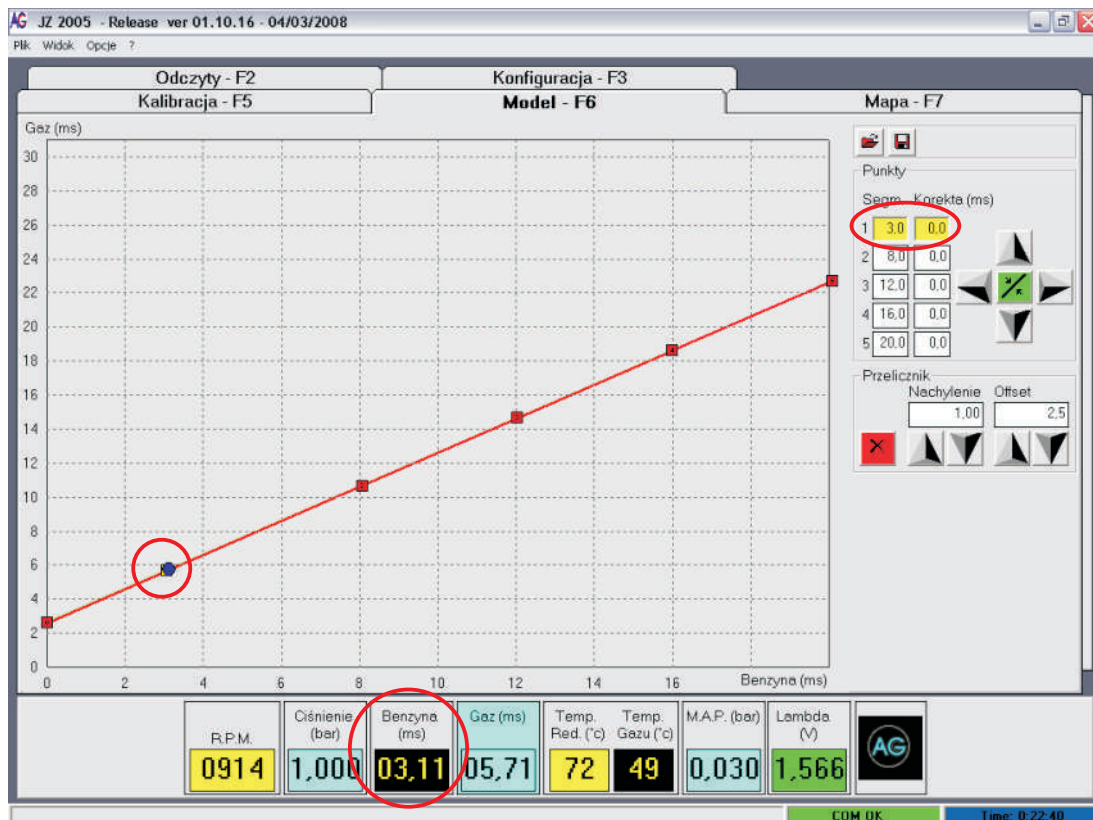 AG JZ 2005 - Release ver 01.10.16 - 04/03/2008
Plik Widok Opcje ?
Odczyty - F2 Konfiguracja - F3
Kalibracja - F5 Model - F6 Mapa - F7
Gaz (ms)
30
28
26
24
22
20
18
16
14
12
10
8
6
4
2
0
0 2 4 6 8 10 12 14 16 Benzyna (ms)
Punkty
Segm. Korekta (ms)
1 3,0 0,0
2 8,0 0,0
3 12,0 0,0
4 16,0 0,0
5 20,0 0,0
Przelicznik
Nachylenie Offset
1,00 2,5
R.P.M.
0914
Ciśnienie
(bar)
1,000
Benzyna
(ms)
03,11
Gaz (ms)
05,71
Temp.
Red. (°c)
72
Temp.
Gazu (°c)
49
M.A.P. (bar)
0,030
Lambda
(V)
1,566
AG
COM OK Time: 0:22:40